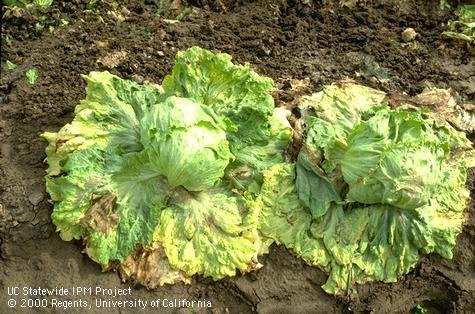 UC Statewide IPM Project
© 2000 Regents, University of California